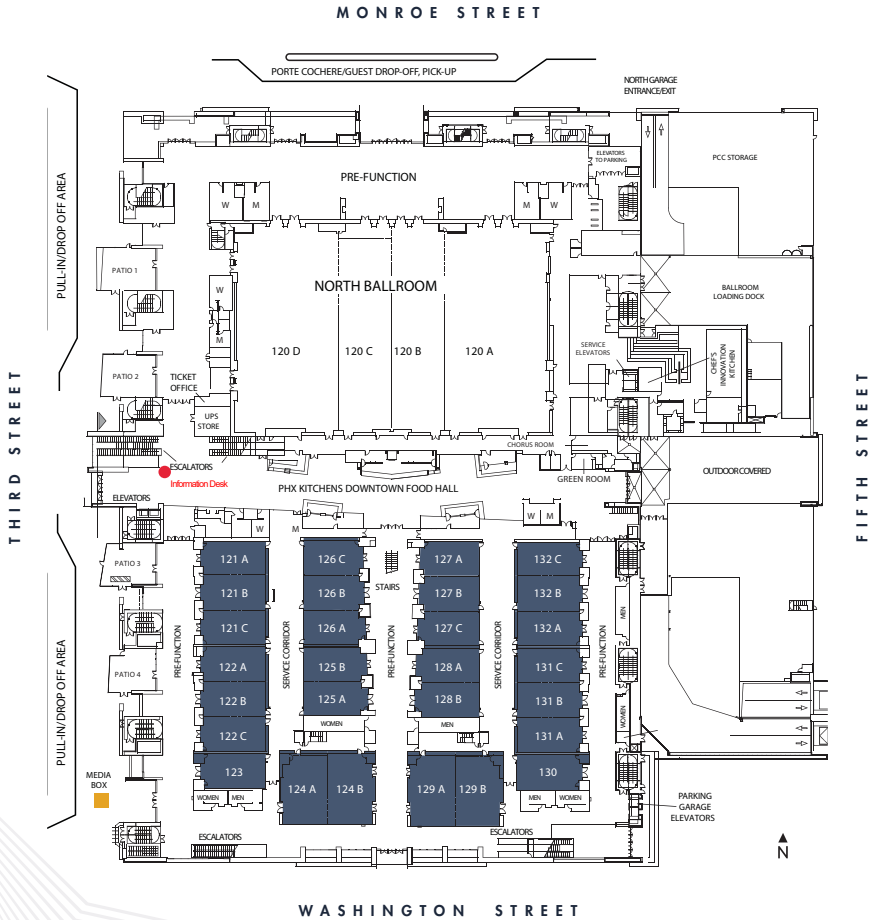 MONROE STREET
PORTE COCHERE/GUEST DROP-OFF, PICK-UP
NORTH GARAGE
ENTRANCE/EXIT
ELEVATORS
TO PARKING
PCC STORAGE
PRE-FUNCTION
W
M
M
W
PULL-IN/DROP OFF AREA
PATIO 1
W
M
NORTH BALLROOM
BALLROOM
LOADING DOCK
120 D
120 C
120 B
120 A
SERVICE
ELEVATORS
CHEF'S
INNOVATION
KITCHEN
PATIO 2
TICKET
OFFICE
UPS
STORE
THIRD STREET
FIFTH STREET
CHORUS ROOM
ESCALATORS
Information Desk
GREEN ROOM
OUTDOOR COVERED
PHX KITCHENS DOWNTOWN FOOD HALL
ELEVATORS
W
M
W
M
PATIO 3
121 A
126 C
127 A
132 C
STAIRS
121 B
126 B
127 B
132 B
MEN
121 C
126 A
127 C
132 A
PRE-FUNCTION
SERVICE CORRIDOR
PRE-FUNCTION
SERVICE CORRIDOR
PRE-FUNCTION
PATIO 4
122 A
125 B
128 A
131 C
PULL-IN/DROP OFF AREA
122 B
125 A
128 B
131 B
WOMEN
122 C
WOMEN
MEN
131 A
MEDIA
BOX
123
124 A
124 B
129 A
129 B
130
WOMEN
MEN
MEN
WOMEN
PARKING
GARAGE
ELEVATORS
ESCALATORS
ESCALATORS
N
WASHINGTON STREET